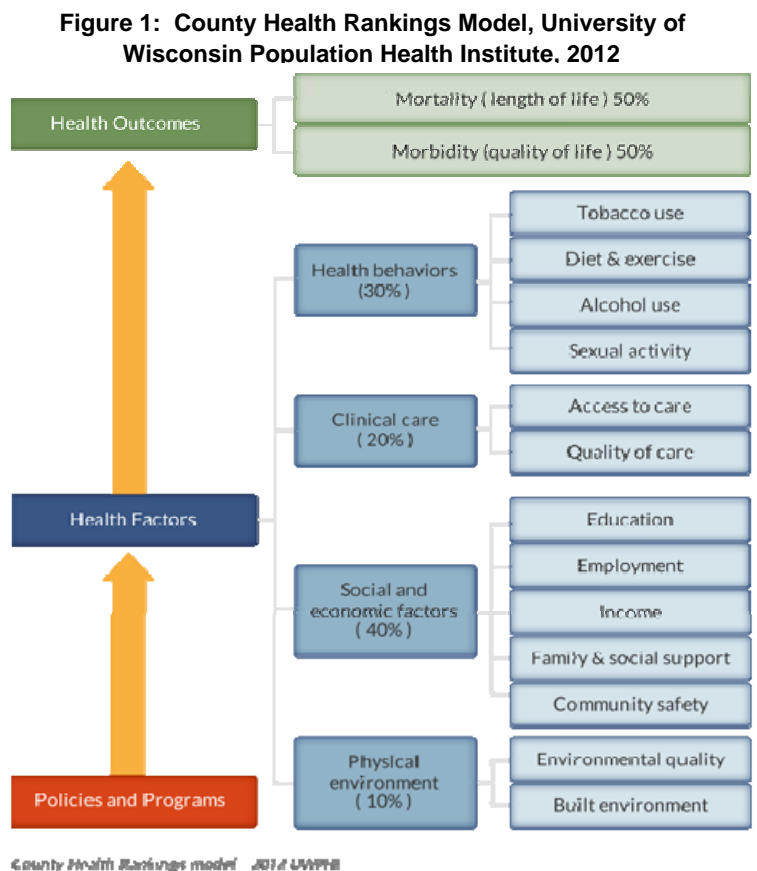 Figure 1:  County Health Rankings Model, University of
Wisconsin Population Health Institute, 2012
Health Outcomes
Mortality ( length of life ) 50%
Morbidity (quality of life ) 50%
Health behaviors
(30% )
Tobacco use
Diet & exercise
Alcohol use
Sexual activity
Clinical care
( 20% )
Access to care
Quality of care
Health Factors
Social and
economic factors
( 40% )
Education
Employment
Income
Family & social support
Community safety
Policies and Programs
Physical
environment
( 10% )
Environmental quality
Built environment
County Health Rankings model 2012 UWPHI